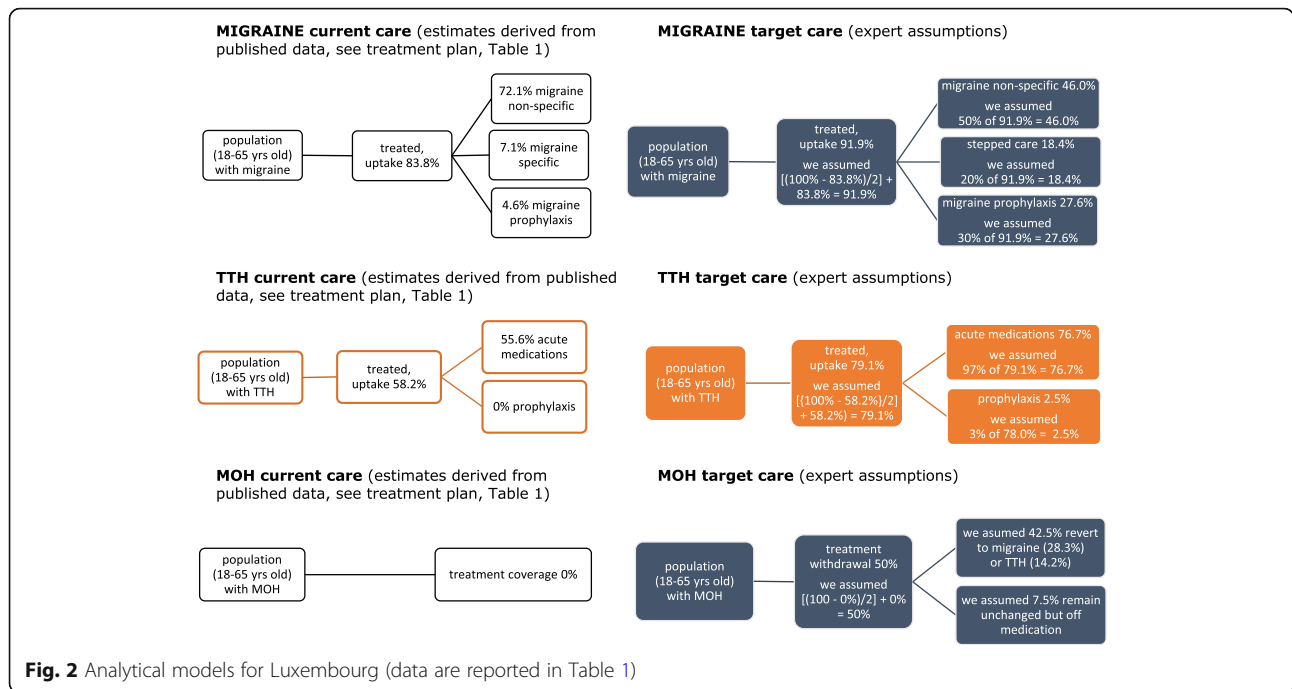 MIGRAINE current care (estimates derived from
published data, see treatment plan, Table 1)
population
(18-65 yrs old)
with migraine
treated,
uptake 83.8%
72.1% migraine
non-specific
7.1% migraine
specific
4.6% migraine
prophylaxis
MIGRAINE target care (expert assumptions)
population
(18-65 yrs old)
with migraine
treated,
uptake 91.9%
we assumed
[(100% - 83.8%)/2] +
83.8% = 91.9%
migraine non-specific 46.0%
we assumed
50% of 91.9% = 46.0%
stepped care 18.4%
we assumed
20% of 91.9% = 18.4%
migraine prophylaxis 27.6%
we assumed
30% of 91.9% = 27.6%
TTH current care (estimates derived from published
data, see treatment plan, Table 1)
population
(18-65 yrs old)
with TTH
treated,
uptake 58.2%
55.6% acute
medications
0% prophylaxis
TTH target care (expert assumptions)
population
(18-65 yrs old)
with TTH
treated,
uptake 79.1%
we assumed
[(100% - 58.2%)/2]
+ 58.2%) = 79.1%
acute medications 76.7%
we assumed
97% of 79.1% = 76.7%
prophylaxis 2.5%
we assumed
3% of 78.0% = 2.5%
MOH current care (estimates derived from
published data, see treatment plan, Table 1)
population
(18-65 yrs old)
with MOH
treatment coverage 0%
MOH target care (expert assumptions)
population
(18-65 yrs old)
with MOH
treatment
withdrawal 50%
we assumed
[(100 - 0%)/2] + 0%
= 50%
we assumed 42.5% revert
to migraine (28.3%)
or TTH (14.2%)
we assumed 7.5% remain
unchanged but off
medication
Fig. 2 Analytical models for Luxembourg (data are reported in Table 1)